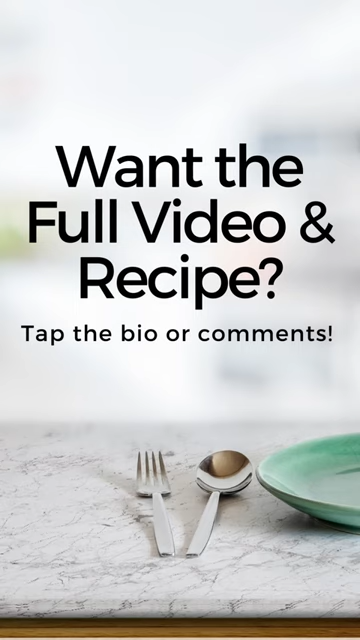 Want the
Full Video &
Recipe?
Tap the bio or comments!